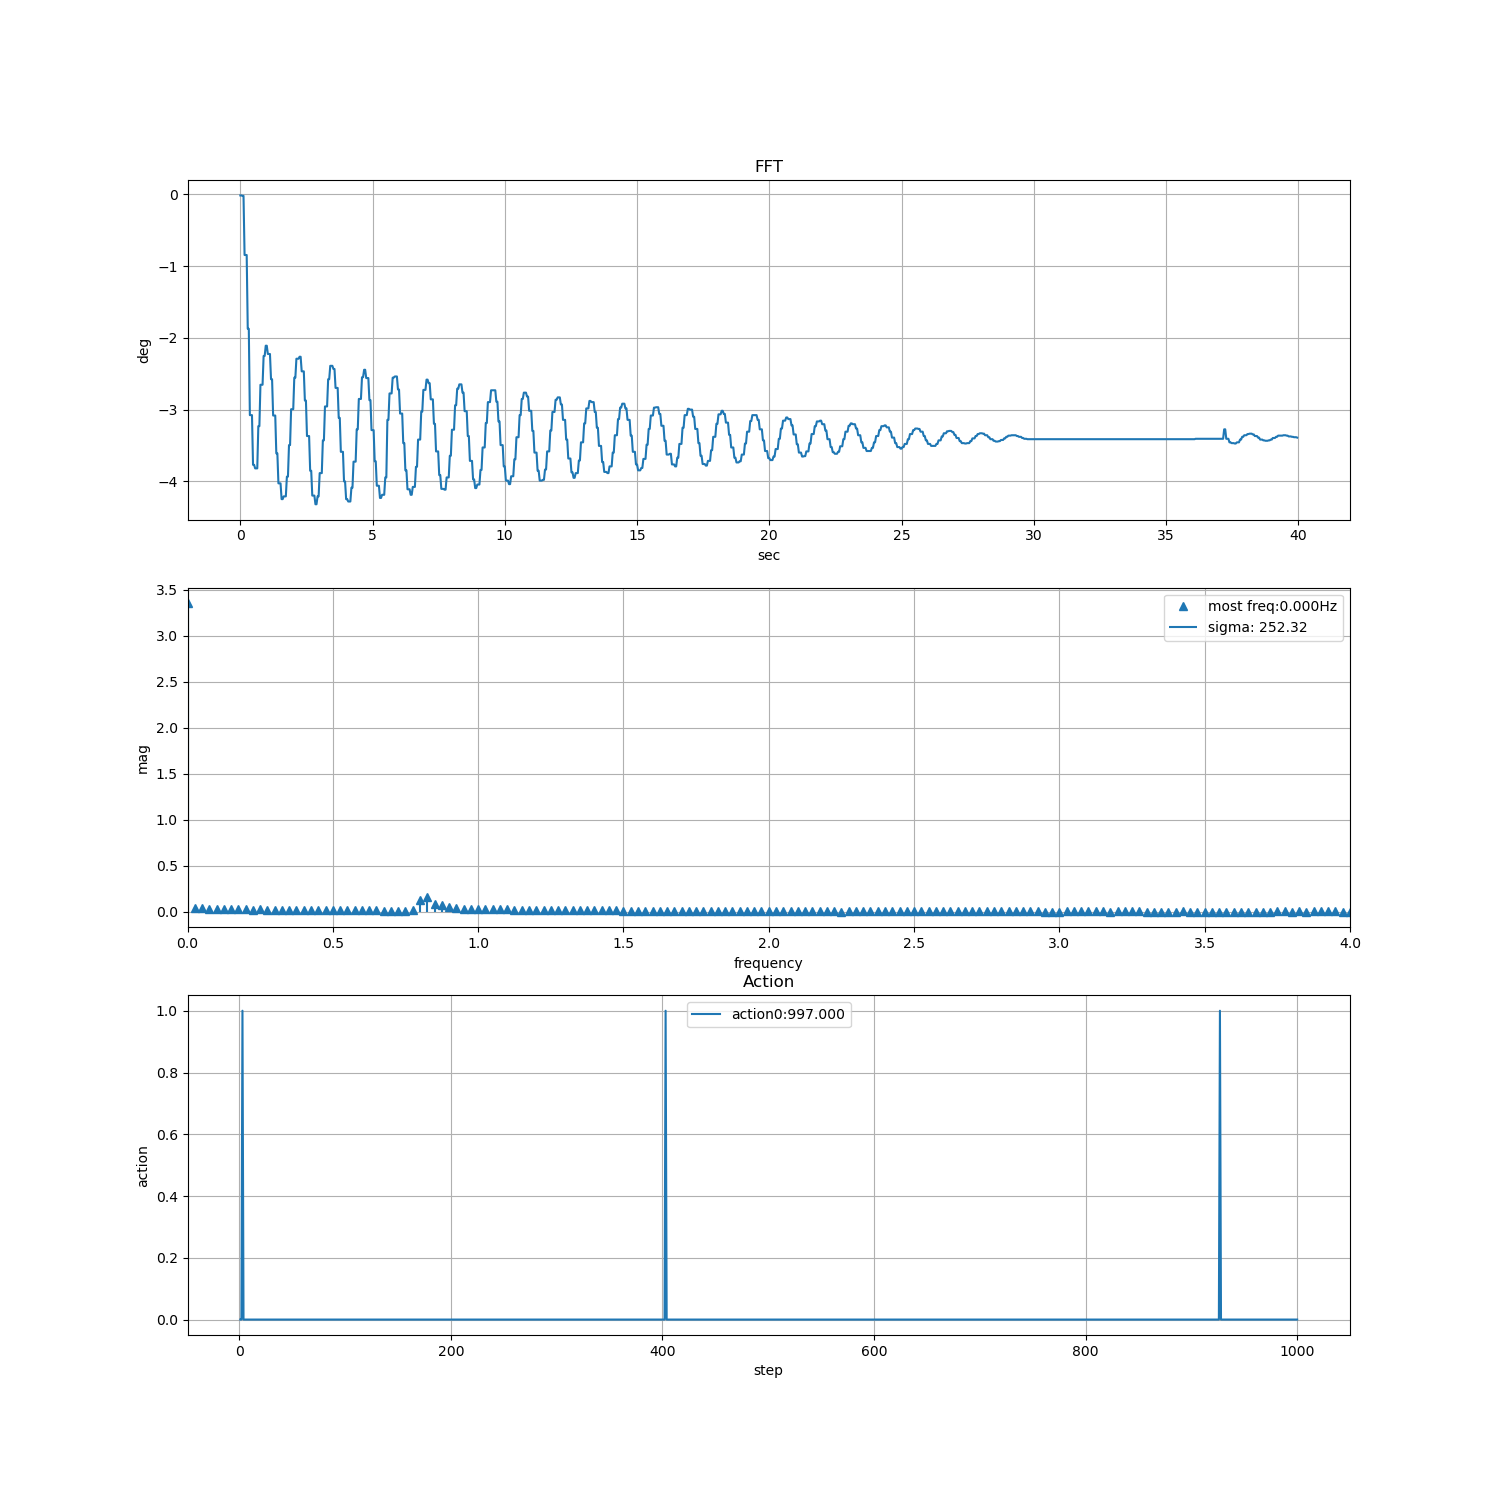 FFT
0
−1
−2
−3
−4
deg
0 5 10 15 20 25 30 35 40
sec
3.5
3.0
2.5
2.0
1.5
1.0
0.5
0.0
mag
most freq:0.000Hz
sigma: 252.32
0.0 0.5 1.0 1.5 2.0 2.5 3.0 3.5 4.0
frequency
Action
1.0
0.8
0.6
0.4
0.2
0.0
action
action0:997.000
0 200 400 600 800 1000
step